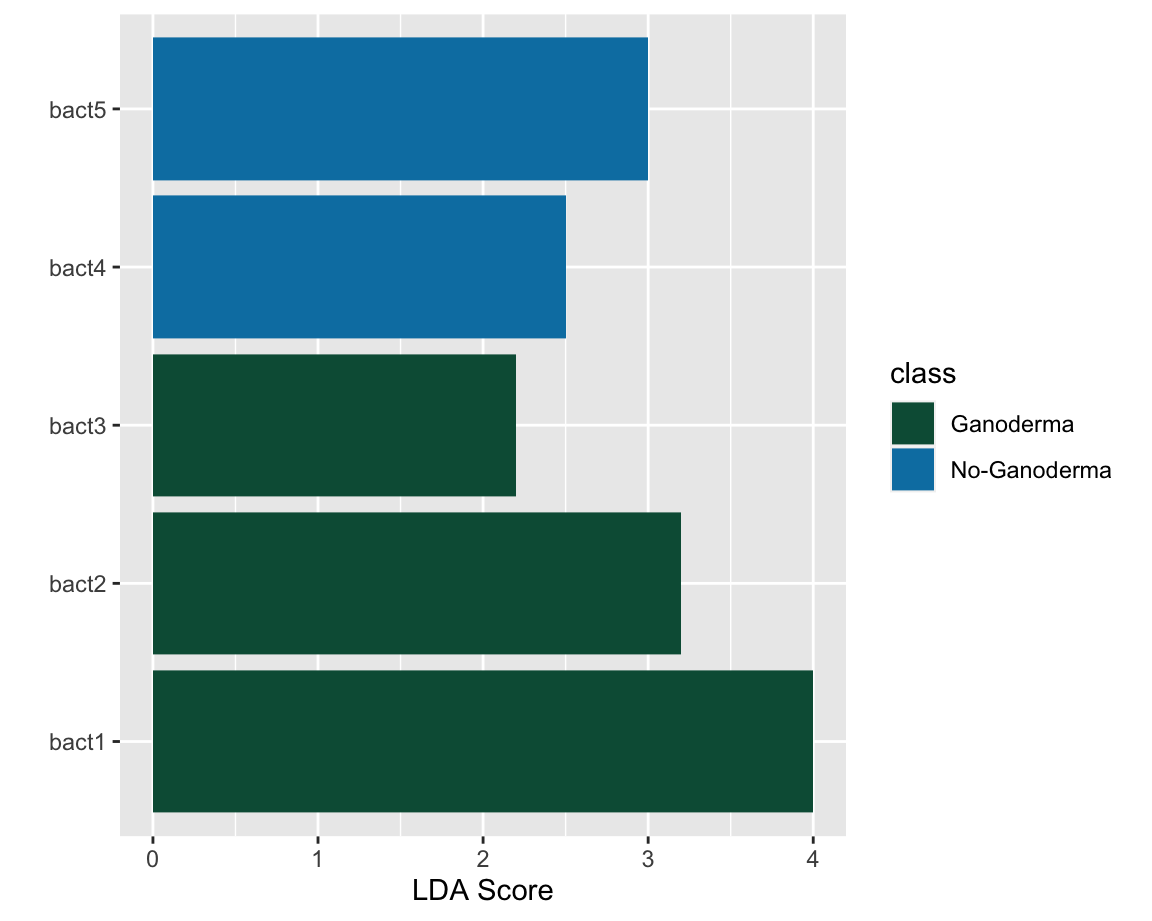 bact5
bact4
bact3
bact2
bact1
0 1 2 3 4
LDA Score
class
Ganoderma
No-Ganoderma